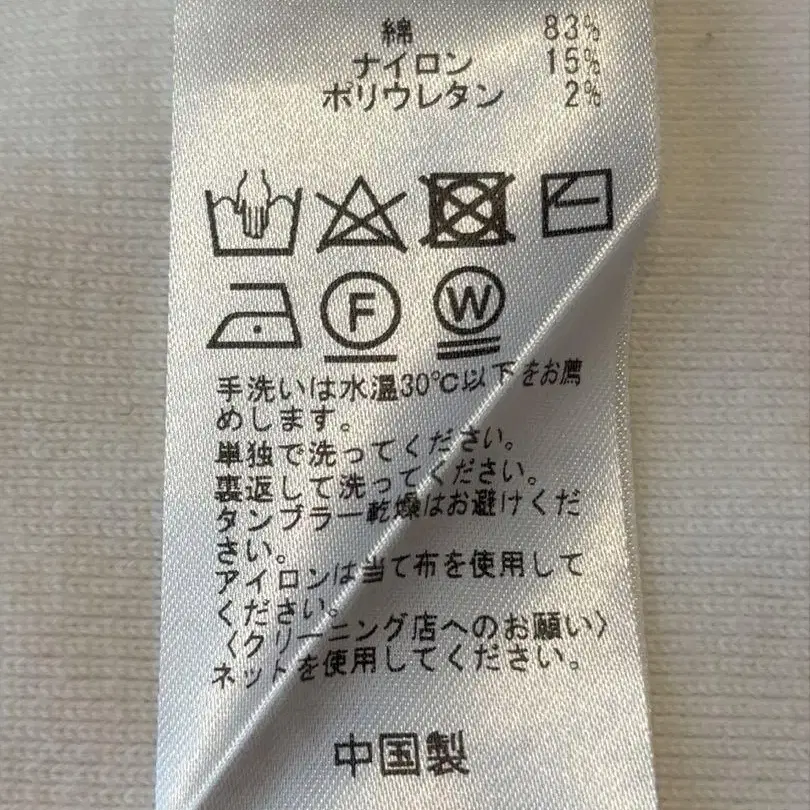 綿 83%
ナイロン 15%
ポリウレタン 2%
F W
手洗いは水温30℃以下をお薦
めします。
単独で洗ってください。
裏返して洗ってください。
タンブラー乾燥はお避けくだ
さい。
アイロンは当て布を使用して
ください。
〈クリーニング店へのお願い〉
ネットを使用してください。
中国製